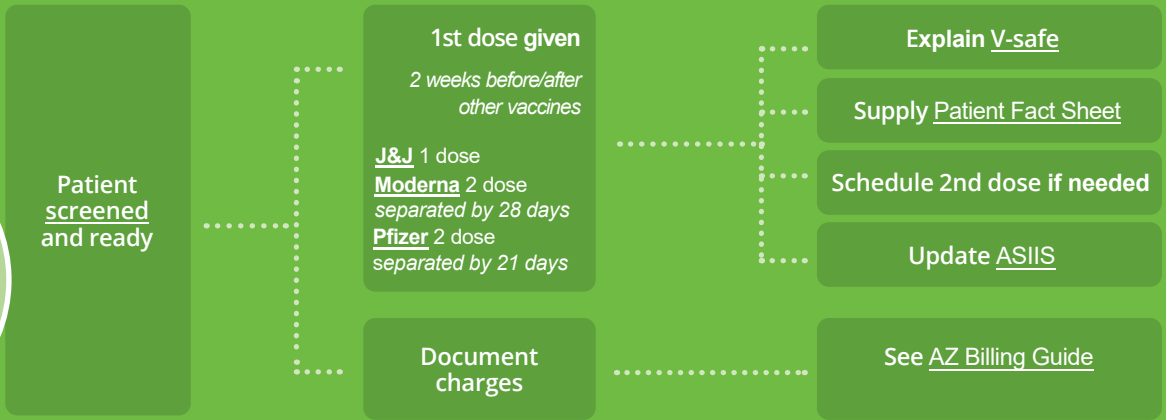 Patient
screened
and ready
1st dose given
2 weeks before/after
other vaccines
J&J 1 dose
Moderna 2 dose
separated by 28 days
Pfizer 2 dose
separated by 21 days
Document
charges
Explain V-safe
Supply Patient Fact Sheet
Schedule 2nd dose if needed
Update ASIIS
See AZ Billing Guide